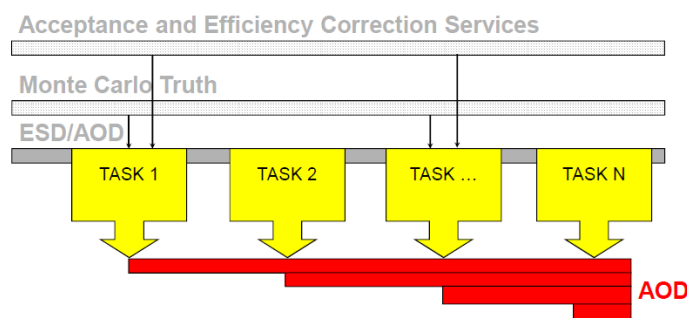 Acceptance and Efficiency Correction Services
Monte Carlo Truth
ESD/AOD
TASK 1
TASK 2
TASK ...
TASK N
AOD